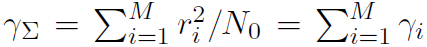 γ_Σ = ∑_{i=1}^{M} r_i^2/N_0 = ∑_{i=1}^{M} γ_i